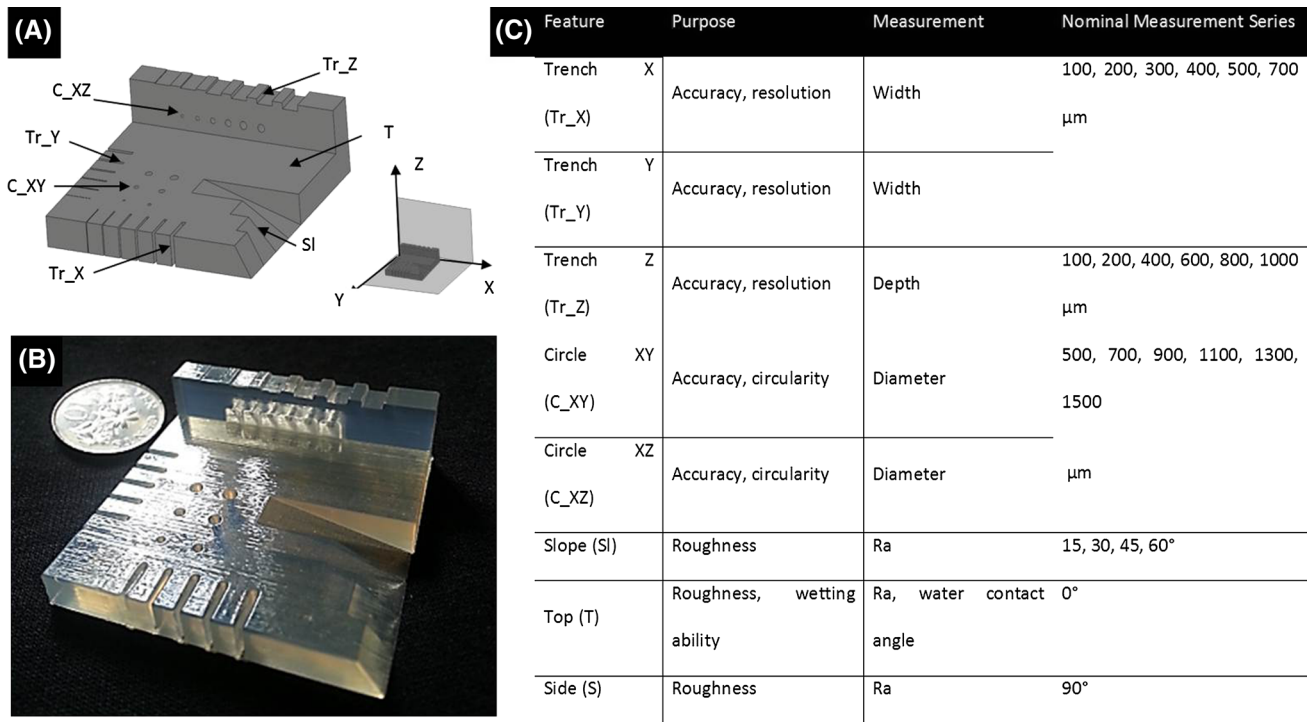 (A)
Tr_Z
C_XZ
Tr_Y
T
C_XY
Z
Sl
Tr_X
Y
X
(B)
10
(C)
Feature Purpose Measurement Nominal Measurement Series
Trench X
(Tr_X)
Accuracy, resolution
Width
100, 200, 300, 400, 500, 700
µm
Trench Y
(Tr_Y)
Accuracy, resolution
Width
Trench Z
(Tr_Z)
Accuracy, resolution
Depth
100, 200, 400, 600, 800, 1000
µm
Circle XY
(C_XY)
Accuracy, circularity
Diameter
500, 700, 900, 1100, 1300,
1500
Circle XZ
(C_XZ)
Accuracy, circularity
Diameter
µm
Slope (Sl) Roughness Ra 15, 30, 45, 60°
Top (T)
Roughness, wetting
ability
Ra, water contact
angle
0°
Side (S) Roughness Ra 90°